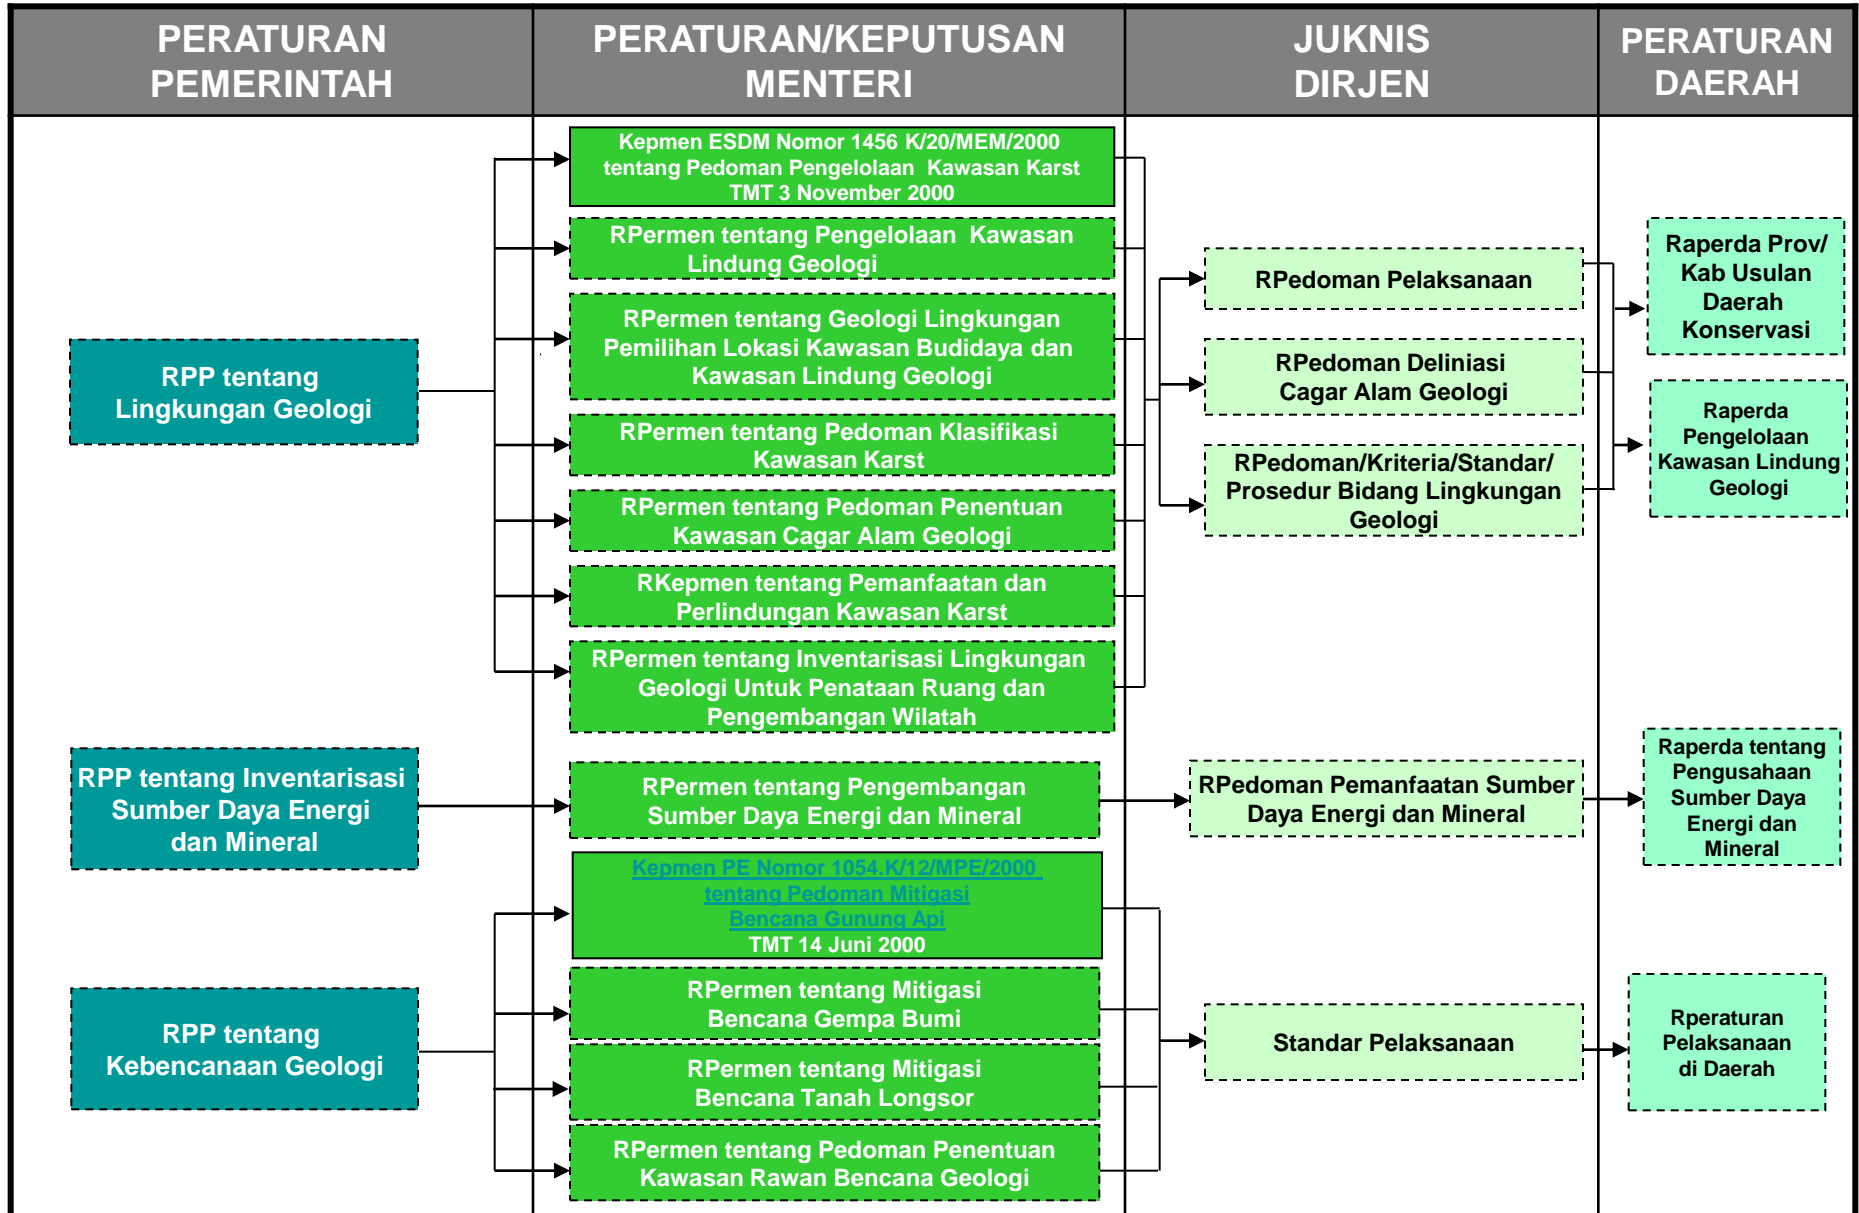 PERATURAN
PEMERINTAH
PERATURAN/KEPUTUSAN
MENTERI
JUKNIS
DIRJEN
PERATURAN
DAERAH
RPP tentang
Lingkungan Geologi
Kepmen ESDM Nomor 1456 K/20/MEM/2000
tentang Pedoman Pengelolaan Kawasan Karst
TMT 3 November 2000
RPermen tentang Pengelolaan Kawasan
Lindung Geologi
RPermen tentang Geologi Lingkungan
Pemilihan Lokasi Kawasan Budidaya dan
Kawasan Lindung Geologi
RPermen tentang Pedoman Klasifikasi
Kawasan Karst
RPermen tentang Pedoman Penentuan
Kawasan Cagar Alam Geologi
RKepmen tentang Pemanfaatan dan
Perlindungan Kawasan Karst
RPermen tentang Inventarisasi Lingkungan
Geologi Untuk Penataan Ruang dan
Pengembangan Wilatah
RPedoman Pelaksanaan
RPedoman Deliniasi
Cagar Alam Geologi
RPedoman/Kriteria/Standar/
Prosedur Bidang Lingkungan
Geologi
Raperda Prov/
Kab Usulan
Daerah
Konservasi
Raperda
Pengelolaan
Kawasan Lindung
Geologi
RPP tentang Inventarisasi
Sumber Daya Energi
dan Mineral
RPermen tentang Pengembangan
Sumber Daya Energi dan Mineral
RPedoman Pemanfaatan Sumber
Daya Energi dan Mineral
Raperda tentang
Pengusahaan
Sumber Daya
Energi dan
Mineral
RPP tentang
Kebencanaan Geologi
Kepmen PE Nomor 1054.K/12/MPE/2000
tentang Pedoman Mitigasi
Bencana Gunung Api
TMT 14 Juni 2000
RPermen tentang Mitigasi
Bencana Gempa Bumi
RPermen tentang Mitigasi
Bencana Tanah Longsor
RPermen tentang Pedoman Penentuan
Kawasan Rawan Bencana Geologi
Standar Pelaksanaan
Rperaturan
Pelaksanaan
di Daerah